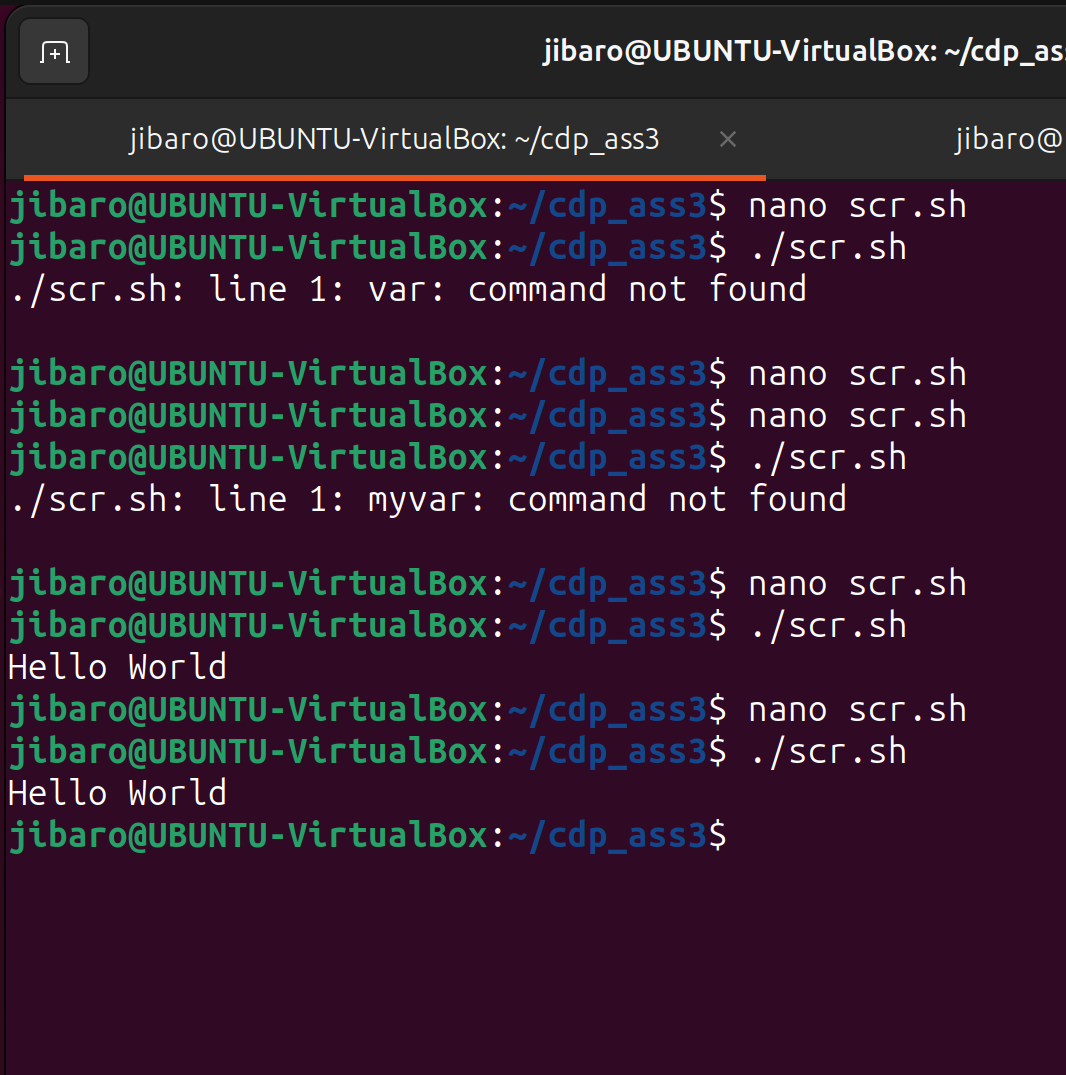 jibaro@UBUNTU-VirtualBox: ~/cdp_ass
jibaro@UBUNTU-VirtualBox: ~/cdp_ass3 ×
jibaro@
jibaro@UBUNTU-VirtualBox:~/cdp_ass3$ nano scr.sh
jibaro@UBUNTU-VirtualBox:~/cdp_ass3$ ./scr.sh
./scr.sh: line 1: var: command not found
jibaro@UBUNTU-VirtualBox:~/cdp_ass3$ nano scr.sh
jibaro@UBUNTU-VirtualBox:~/cdp_ass3$ nano scr.sh
jibaro@UBUNTU-VirtualBox:~/cdp_ass3$ ./scr.sh
./scr.sh: line 1: myvar: command not found
jibaro@UBUNTU-VirtualBox:~/cdp_ass3$ nano scr.sh
jibaro@UBUNTU-VirtualBox:~/cdp_ass3$ ./scr.sh
Hello World
jibaro@UBUNTU-VirtualBox:~/cdp_ass3$ nano scr.sh
jibaro@UBUNTU-VirtualBox:~/cdp_ass3$ ./scr.sh
Hello World
jibaro@UBUNTU-VirtualBox:~/cdp_ass3$